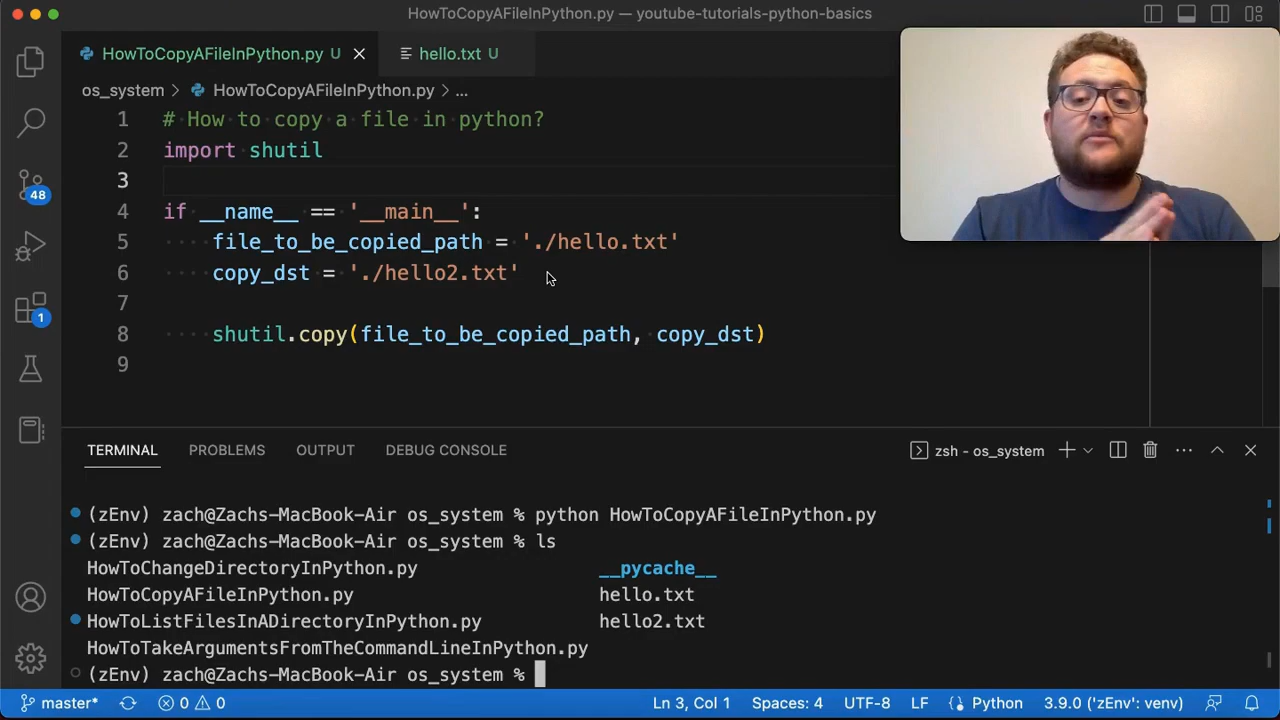 HowToCopyAFileInPython.py — youtube-tutorials-python-basics
HowToCopyAFileInPython.py U
hello.txt U
os_system > HowToCopyAFileInPython.py > ...
1 # How to copy a file in python?
2 import shutil
3
4 if __name__ == '__main__':
5 file_to_be_copied_path = './hello.txt'
6 copy_dst = './hello2.txt'
7
8 shutil.copy(file_to_be_copied_path, copy_dst)
9
48
1
TERMINAL PROBLEMS OUTPUT DEBUG CONSOLE zsh - os_system
(zEnv) zach@Zachs-MacBook-Air os_system % python HowToCopyAFileInPython.py
(zEnv) zach@Zachs-MacBook-Air os_system % ls
HowToChangeDirectoryInPython.py __pycache__
HowToCopyAFileInPython.py hello.txt
HowToListFilesInADirectoryInPython.py hello2.txt
HowToTakeArgumentsFromTheCommandLineInPython.py
(zEnv) zach@Zachs-MacBook-Air os_system %
master* 0 0 Ln 3, Col 1 Spaces: 4 UTF-8 LF Python 3.9.0 ('zEnv': venv)